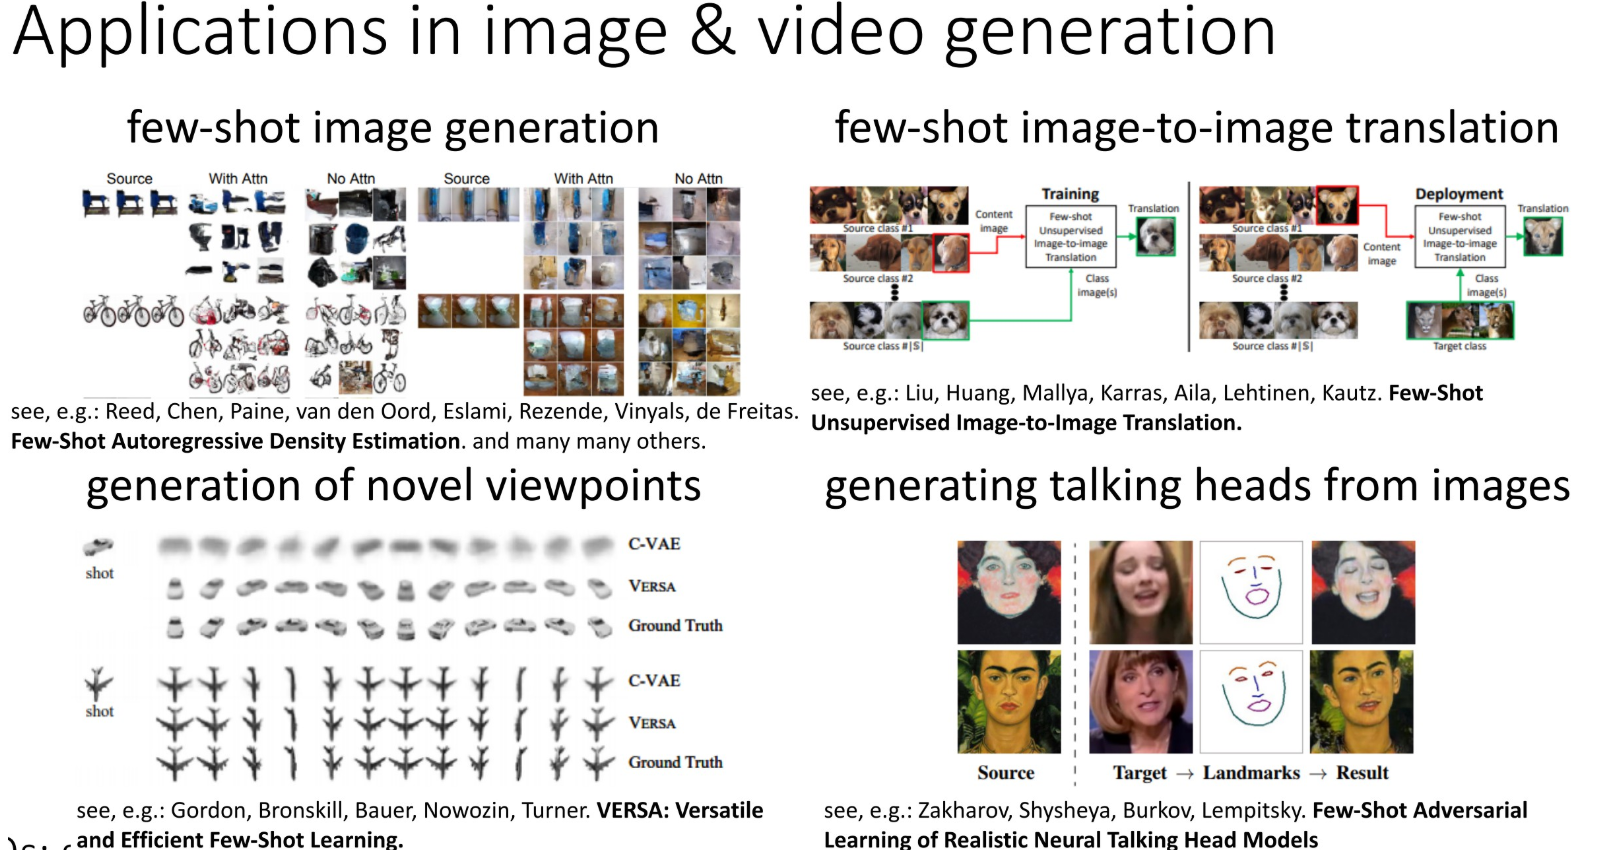 Applications in image & video generation
few-shot image generation
Source With Attn No Attn Source With Attn No Attn
see, e.g.: Reed, Chen, Paine, van den Oord, Eslami, Rezende, Vinyals, de Freitas.
Few-Shot Autoregressive Density Estimation. and many many others.
few-shot image-to-image translation
Training
Source class #1
Source class #2
Source class #|S|
Content
image
Few-shot
Unsupervised
Image-to-image
Translation
Translation
Class
image(s)
Deployment
Source class #1
Source class #2
Source class #|S|
Content
image
Few-shot
Unsupervised
Image-to-image
Translation
Translation
Class
image(s)
Target class
see, e.g.: Liu, Huang, Mallya, Karras, Aila, Lehtinen, Kautz. Few-Shot
Unsupervised Image-to-Image Translation.
generation of novel viewpoints
shot
C-VAE
VERSA
Ground Truth
shot
C-VAE
VERSA
Ground Truth
see, e.g.: Gordon, Bronskill, Bauer, Nowozin, Turner. VERSA: Versatile
and Efficient Few-Shot Learning.
generating talking heads from images
Source Target → Landmarks → Result
see, e.g.: Zakharov, Shysheya, Burkov, Lempitsky. Few-Shot Adversarial
Learning of Realistic Neural Talking Head Models